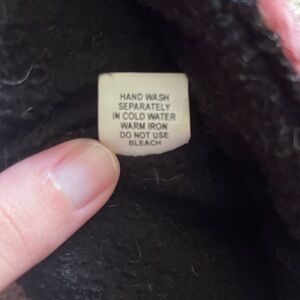 HAND WASH
SEPARATELY
IN COLD WATER
WARM IRON
DO NOT USE
BLEACH